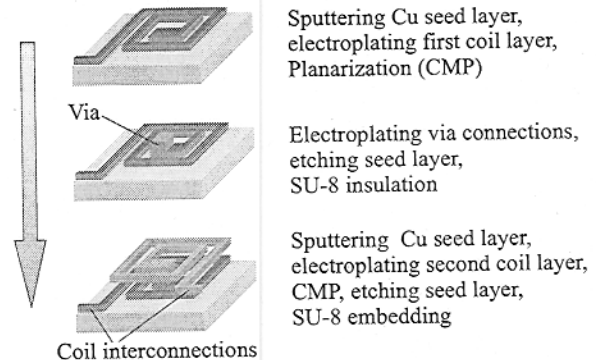 Sputtering Cu seed layer,
electroplating first coil layer,
Planarization (CMP)
Via
Electroplating via connections,
etching seed layer,
SU-8 insulation
Sputtering Cu seed layer,
electroplating second coil layer,
CMP, etching seed layer,
SU-8 embedding
Coil interconnections